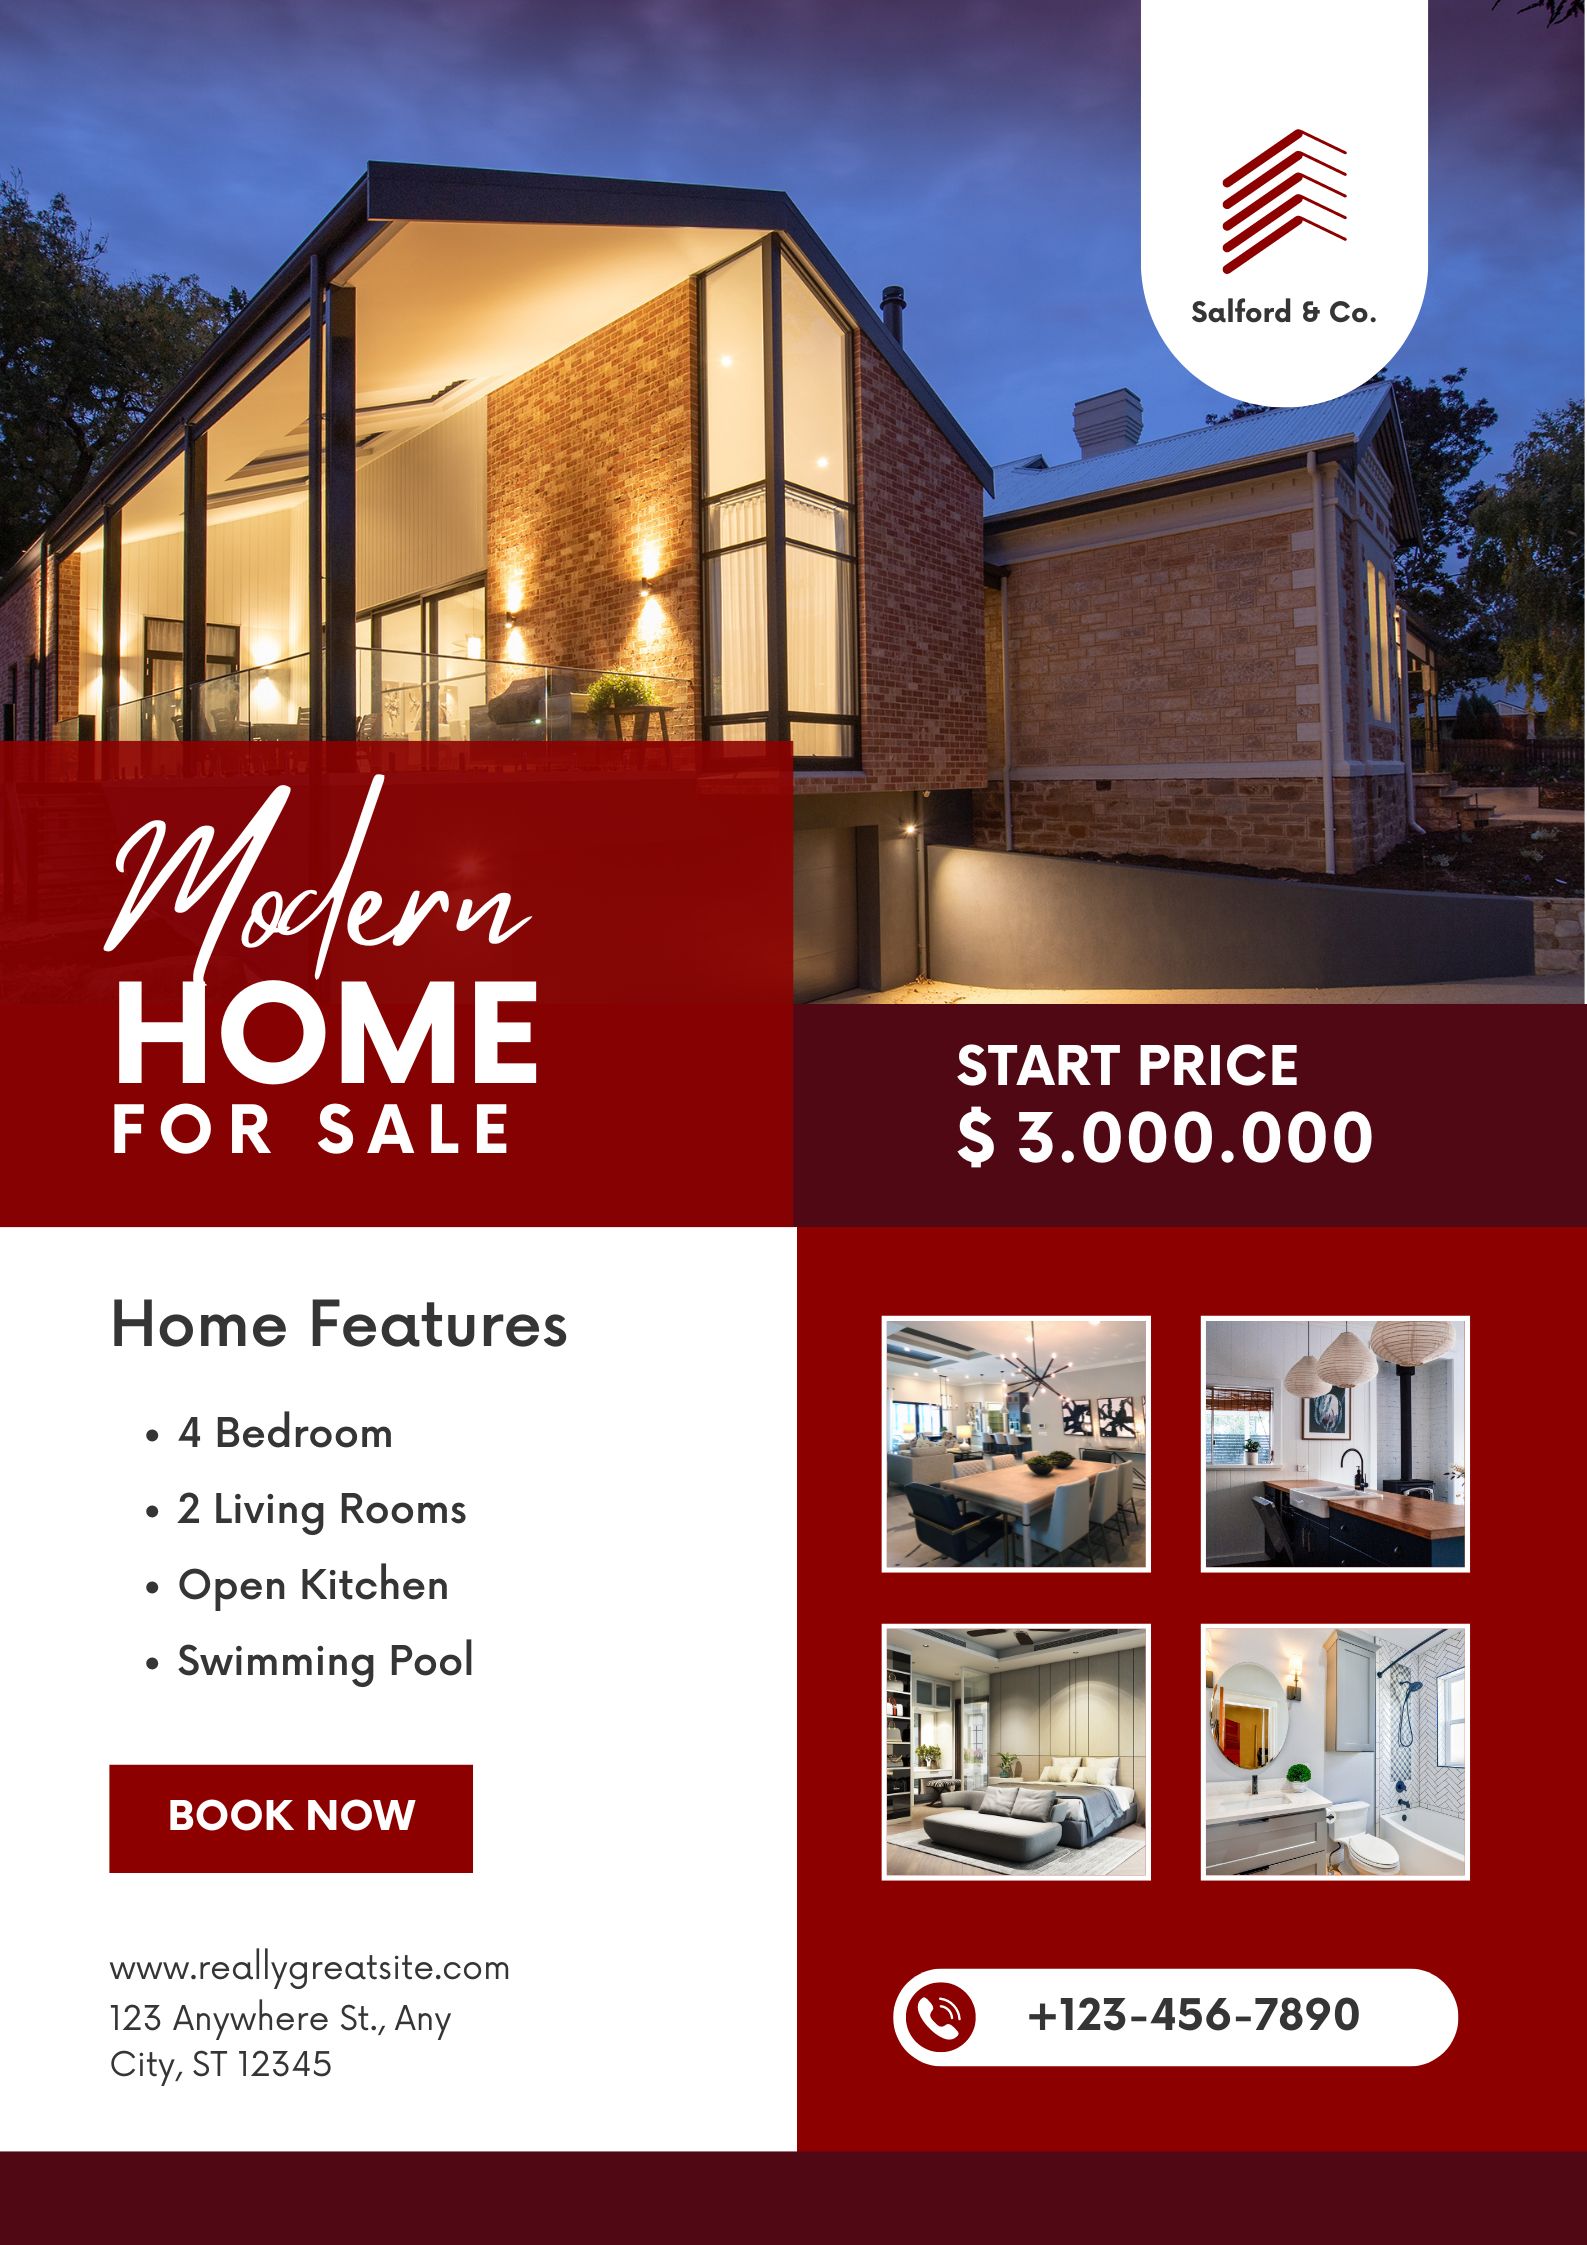 Salford & Co.
Modern
HOME
FOR SALE
START PRICE
$ 3.000.000
Home Features
• 4 Bedroom
• 2 Living Rooms
• Open Kitchen
• Swimming Pool
BOOK NOW
www.reallygreatsite.com
123 Anywhere St., Any
City, ST 12345
+123-456-7890